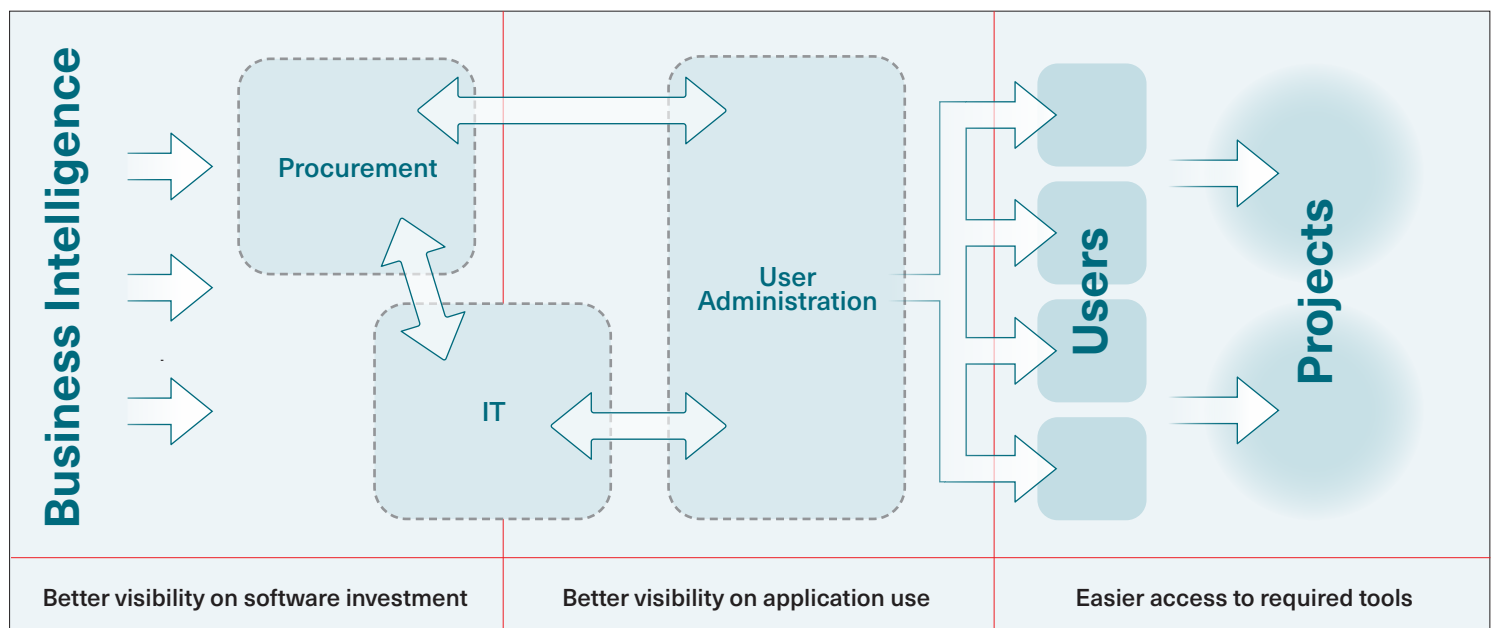 Business Intelligence
Procurement
IT
User
Administration
Users
Projects
Better visibility on software investment
Better visibility on application use
Easier access to required tools